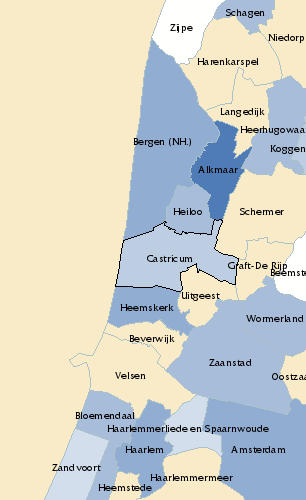 Schagen
Zijpe
Niedorp
Harenkarspel
Langedijk
Heerhugowaa
Bergen (NH.)
Koggen
Alkmaar
Heiloo
Schermer
Castricum
Graft-De Rijp
Beemste
Uitgeest
Heemskerk
Wormerland
Beverwijk
Zaanstad
Velsen
Oostzaa
Bloemendaal
Haarlemmerliede en Spaarnwoude
Haarlem
Amsterdam
Zandvoort
Haarlemmermeer
Heemstede